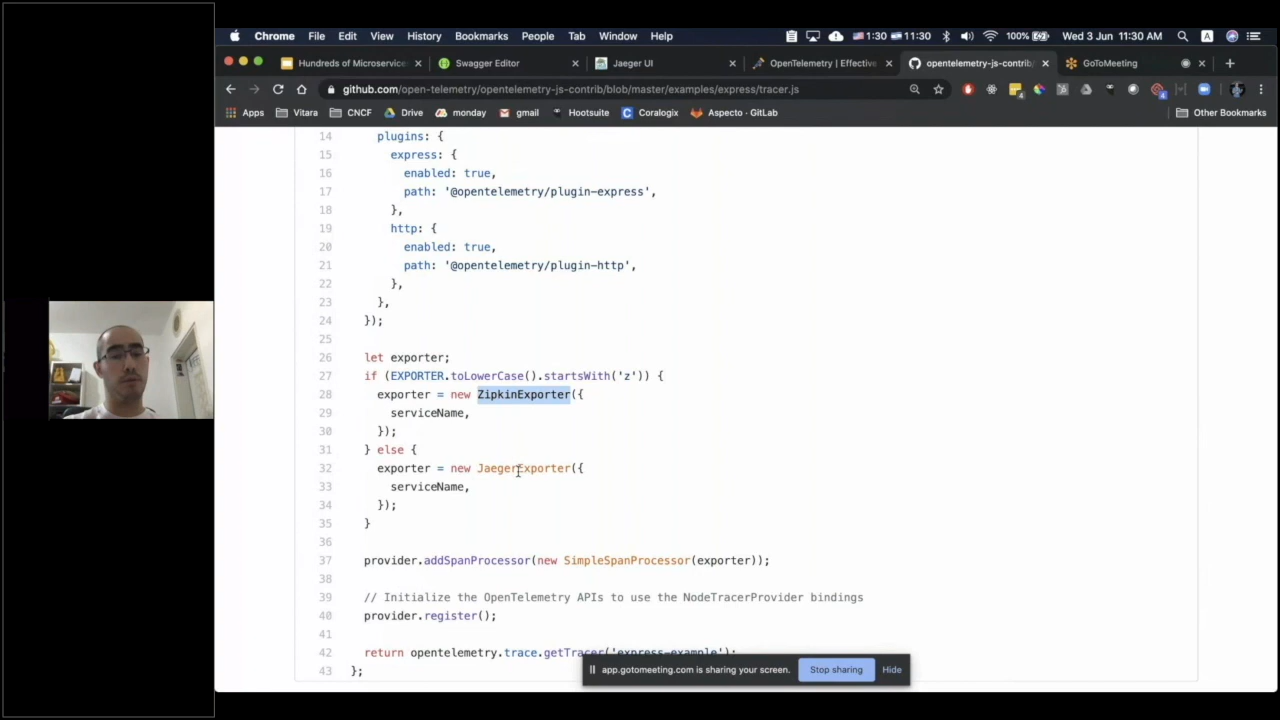 Chrome File Edit View History Bookmarks People Tab Window Help 1:30 11:30 100% Wed 3 Jun 11:30 AM A
Hundreds of Microservice × Swagger Editor × Jaeger UI × OpenTelemetry | Effective × opentelemetry-js-contrib/ × GoToMeeting × +
github.com/open-telemetry/opentelemetry-js-contrib/blob/master/examples/express/tracer.js
Apps Vitara CNCF Drive monday gmail Hootsuite Coralogix Aspecto · GitLab Other Bookmarks
14 plugins: {
15 express: {
16 enabled: true,
17 path: '@opentelemetry/plugin-express',
18 },
19 http: {
20 enabled: true,
21 path: '@opentelemetry/plugin-http',
22 },
23 },
24 });
25
26 let exporter;
27 if (EXPORTER.toLowerCase().startsWith('z')) {
28 exporter = new ZipkinExporter({
29 serviceName,
30 });
31 } else {
32 exporter = new JaegerExporter({
33 serviceName,
34 });
35 }
36
37 provider.addSpanProcessor(new SimpleSpanProcessor(exporter));
38
39 // Initialize the OpenTelemetry APIs to use the NodeTracerProvider bindings
40 provider.register();
41
42 return opentelemetry.trace.getTracer('express-example');
43 };
app.gotomeeting.com is sharing your screen. Stop sharing Hide